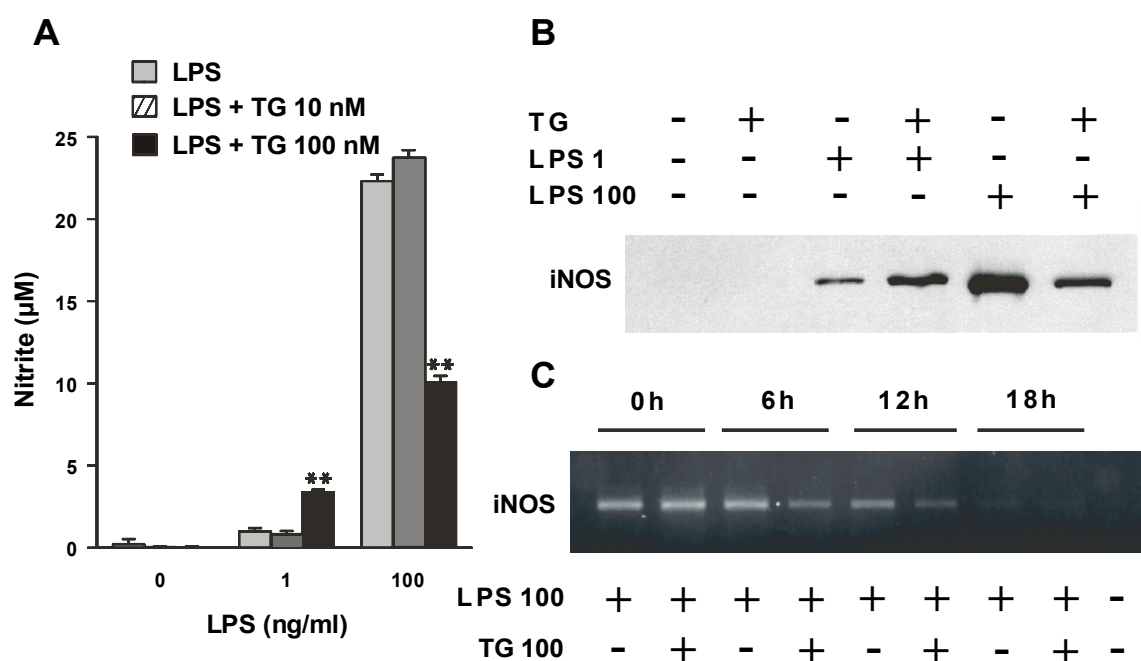 A
LPS
LPS + TG 10 nM
LPS + TG 100 nM
25
20
15
10
5
0
Nitrite (µM)
**
**
0 1 100
LPS (ng/ml)
B
TG - + - + - +
LPS 1 - - + + - -
LPS 100 - - - - + +
iNOS
C
0h 6h 12h 18h
iNOS
LPS 100 + + + + + + + + -
TG 100 - + - + - + - + -